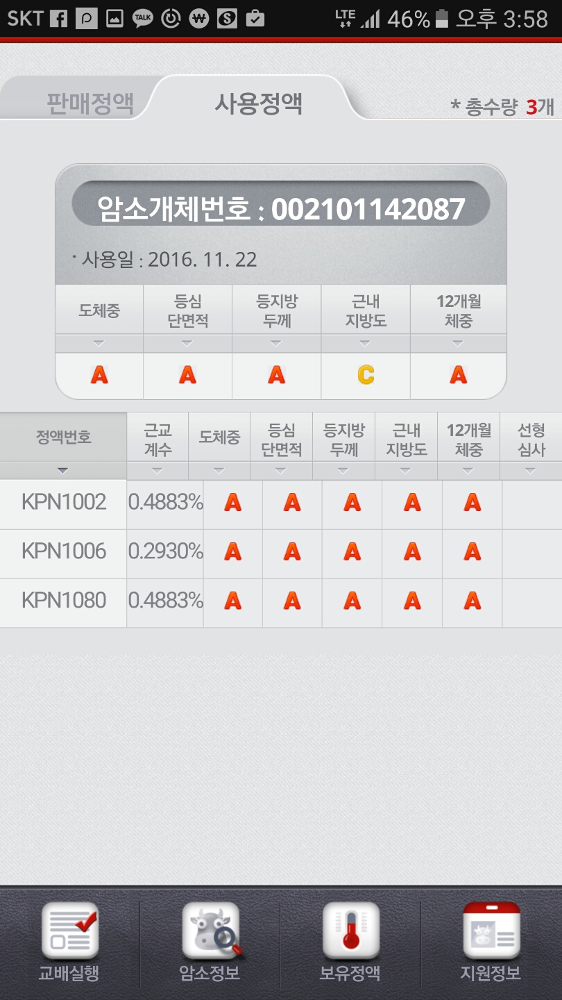 SKT TALK LTE 46% 오후 3:58
판매정액 사용정액 * 총수량 3개
암소개체번호 : 002101142087
· 사용일 : 2016. 11. 22
도체중 등심 단면적 등지방 두께 근내 지방도 12개월 체중
A A A C A
정액번호 근교 계수 도체중 등심 단면적 등지방 두께 근내 지방도 12개월 체중 선형 심사
KPN1002 0.4883% A A A A A
KPN1006 0.2930% A A A A A
KPN1080 0.4883% A A A A A
교배실행 암소정보 보유정액 지원정보